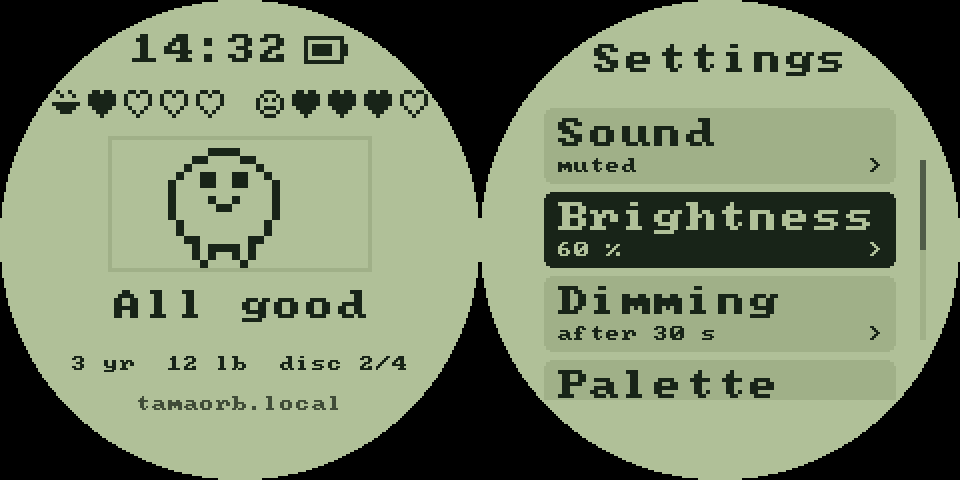 14:32
All good
3 yr 12 lb disc 2/4
tamaorb.local
Settings
Sound
muted
Brightness
60 %
Dimming
after 30 s
Palette